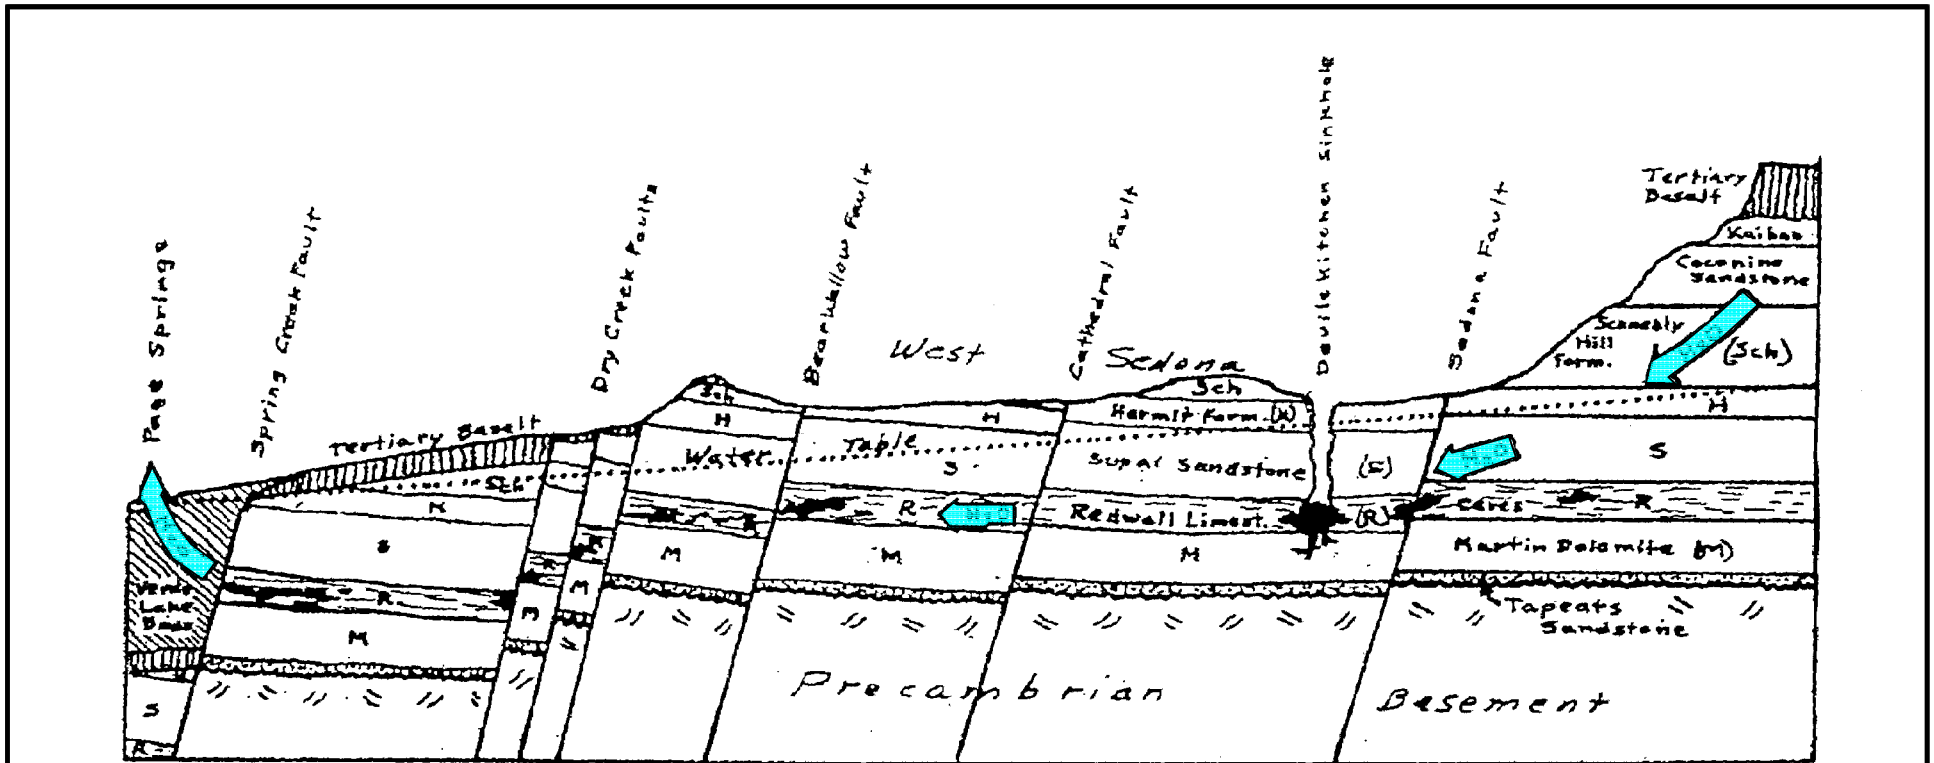 Page Springs
Spring Creek Fault
Dry Creek Faults
Bearwallow Fault
Cathedral Fault
Devils Kitchen Sinkhole
Sedona Fault
Tertiary
Basalt
Kaibab
Coconino
Sandstone
Schnebly
Hill
Form.
(Sch)
West Sedona
Sch
Sch
H
H
Hermit Form. (H)
H
Tertiary Basalt
Water Table
S
Supai Sandstone
(S)
S
Sch
H
S
R
Redwall Limest.
(R)
Caves
R
H2O
R
R
R
R
M
M
M
M
M
M
Martin Dolomite (M)
Tapeats
Sandstone
Verde
Lake
Beds
S
R
Precambrian Basement